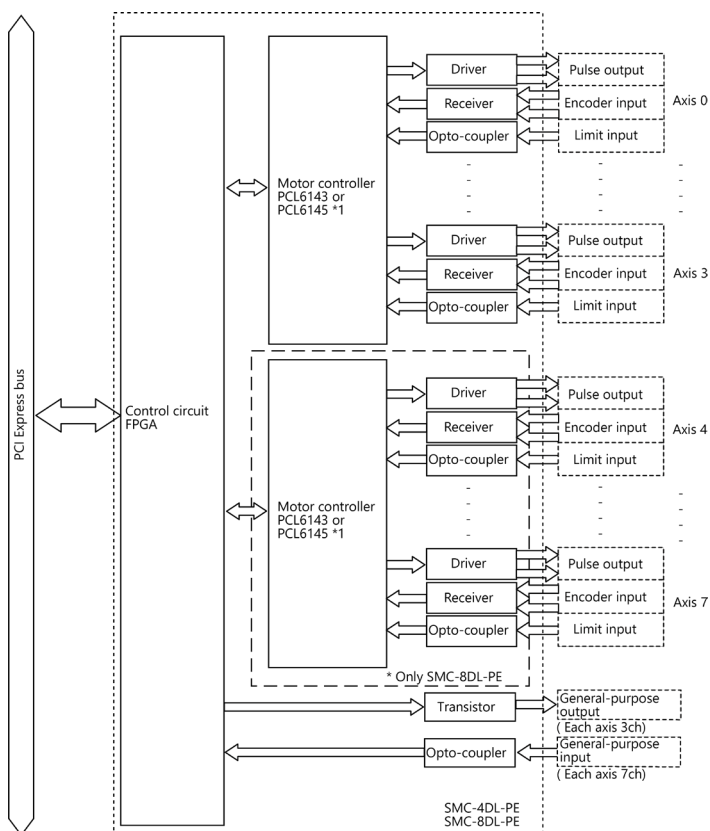 Driver
Pulse output
Receiver
Encoder input
Axis 0
Opto-coupler
Limit input
Motor controller
PCL6143 or
PCL6145 *1
Driver
Pulse output
Receiver
Encoder input
Axis 3
Opto-coupler
Limit input
PCI Express bus
Control circuit
FPGA
Driver
Pulse output
Receiver
Encoder input
Axis 4
Opto-coupler
Limit input
Motor controller
PCL6143 or
PCL6145 *1
Driver
Pulse output
Receiver
Encoder input
Axis 7
Opto-coupler
Limit input
* Only SMC-8DL-PE
Transistor
General-purpose
output
( Each axis 3ch)
Opto-coupler
General-purpose
input
( Each axis 7ch)
SMC-4DL-PE
SMC-8DL-PE